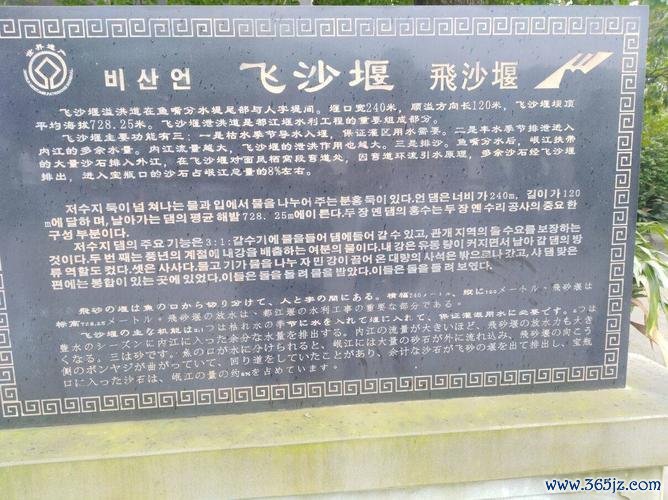 世界遗产
비산언 飞沙堰 飛沙堰
飞沙堰溢洪道在鱼嘴分水堤尾部与人字堤间。堰口宽240米，顺溢方向长120米，飞沙堰坝顶
平均海拔728.25米。飞沙堰溢洪道是都江堰水利工程的重要组成部分。
飞沙堰主要功能有三。一是枯水季节导水入堰，保证灌区用水需要。二是丰水季节排泄进入
内江的多余水量。内江流量越大，飞沙堰的泄洪作用也越大。三是排沙。鱼嘴分水后，岷江挟带
的大量沙石排入外江，在飞沙堰对面凤栖窝段弯道处，因弯道环流引水原理，多余沙石经飞沙堰
排出，进入宝瓶口的沙石占岷江总量的8%左右。
저수지 둑이 넘 쳐나는 물과 입에서 물을 나누어 주는 분홍 둑이 있다.언 댐은 너비 가 240m, 길이 가 120
m에 달하 며, 날아가는 댐의 평균 해발 728. 25m에 이른다.두 장 옌 댐의 홍수는 두 장 옌 수리 공사의 중요 한
구성 부분이다.
저수지 댐의 주요 기능은 3:1:갈수기에 물을들어 댐에들어 갈 수 있고, 관개 지역의 들 수요를 보장하는
것이다.두 번 째는 풍년의 계절에 내강을 배출하는 여분의 물이다.내 강은 유동 량이 커지면서 날아 갈 댐의 방
류 역할도 컸다.셋은 사사다.물고 기가 물을 나누 자 민 강이 끌어 온 대량의 사석은 밖으로나 갔고, 샤 댐 맞은
편에는 봉합이 있는 곳에 있었다.이들은 돌을 돌 려 물을 받았다.이들은 돌을 돌 려 보였다.
飛砂の堰は魚の口から切り分けて、人と字の間にある。横幅240メートル。縦に120メートル・飛砂堰は
標高728.25メートル・飛砂堰の放水は、都江堰の水利工事の重要な部分である。
飛砂堰の主な机能は3.1つは枯れ水の季节に水を入れて堰に入れて、保证灌漑用水に必要です。2つは
豊水のシーズンに内江に入った余分な水量を排出する。内江の流量が大きいほど、飛砂堰の放水力も大き
くなる。三は砂です。魚の口が水に分けられると、岷江には大量の砂石が外に流れ込み、飛砂堰の向こう
側のポンヤジが曲がっていて、回り道をしていたことがあり、余计な沙石が飞砂の堰を出て排出し、宝瓶
口に入った沙石は、岷江の量の约8%を占めています。
www.365jz.com